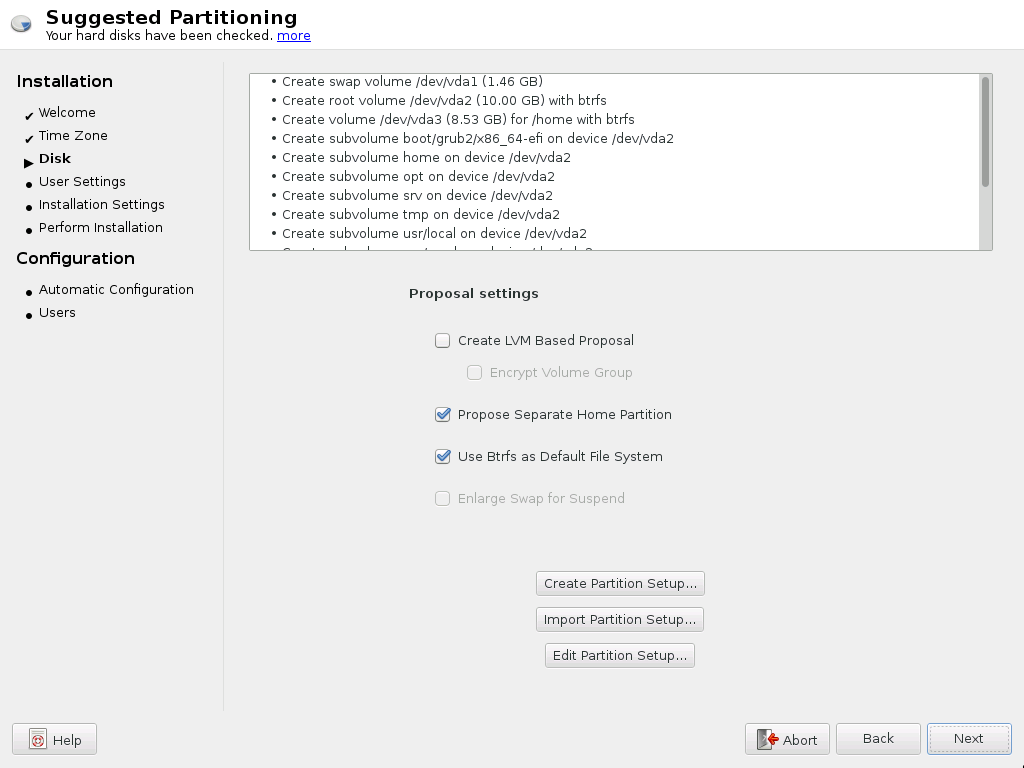 Suggested Partitioning
Your hard disks have been checked. more
Installation
Welcome
Time Zone
Disk
User Settings
Installation Settings
Perform Installation
Configuration
Automatic Configuration
Users
• Create swap volume /dev/vda1 (1.46 GB)
• Create root volume /dev/vda2 (10.00 GB) with btrfs
• Create volume /dev/vda3 (8.53 GB) for /home with btrfs
• Create subvolume boot/grub2/x86_64-efi on device /dev/vda2
• Create subvolume home on device /dev/vda2
• Create subvolume opt on device /dev/vda2
• Create subvolume srv on device /dev/vda2
• Create subvolume tmp on device /dev/vda2
• Create subvolume usr/local on device /dev/vda2
Proposal settings
Create LVM Based Proposal
Encrypt Volume Group
Propose Separate Home Partition
Use Btrfs as Default File System
Enlarge Swap for Suspend
Create Partition Setup...
Import Partition Setup...
Edit Partition Setup...
Help
Abort
Back
Next